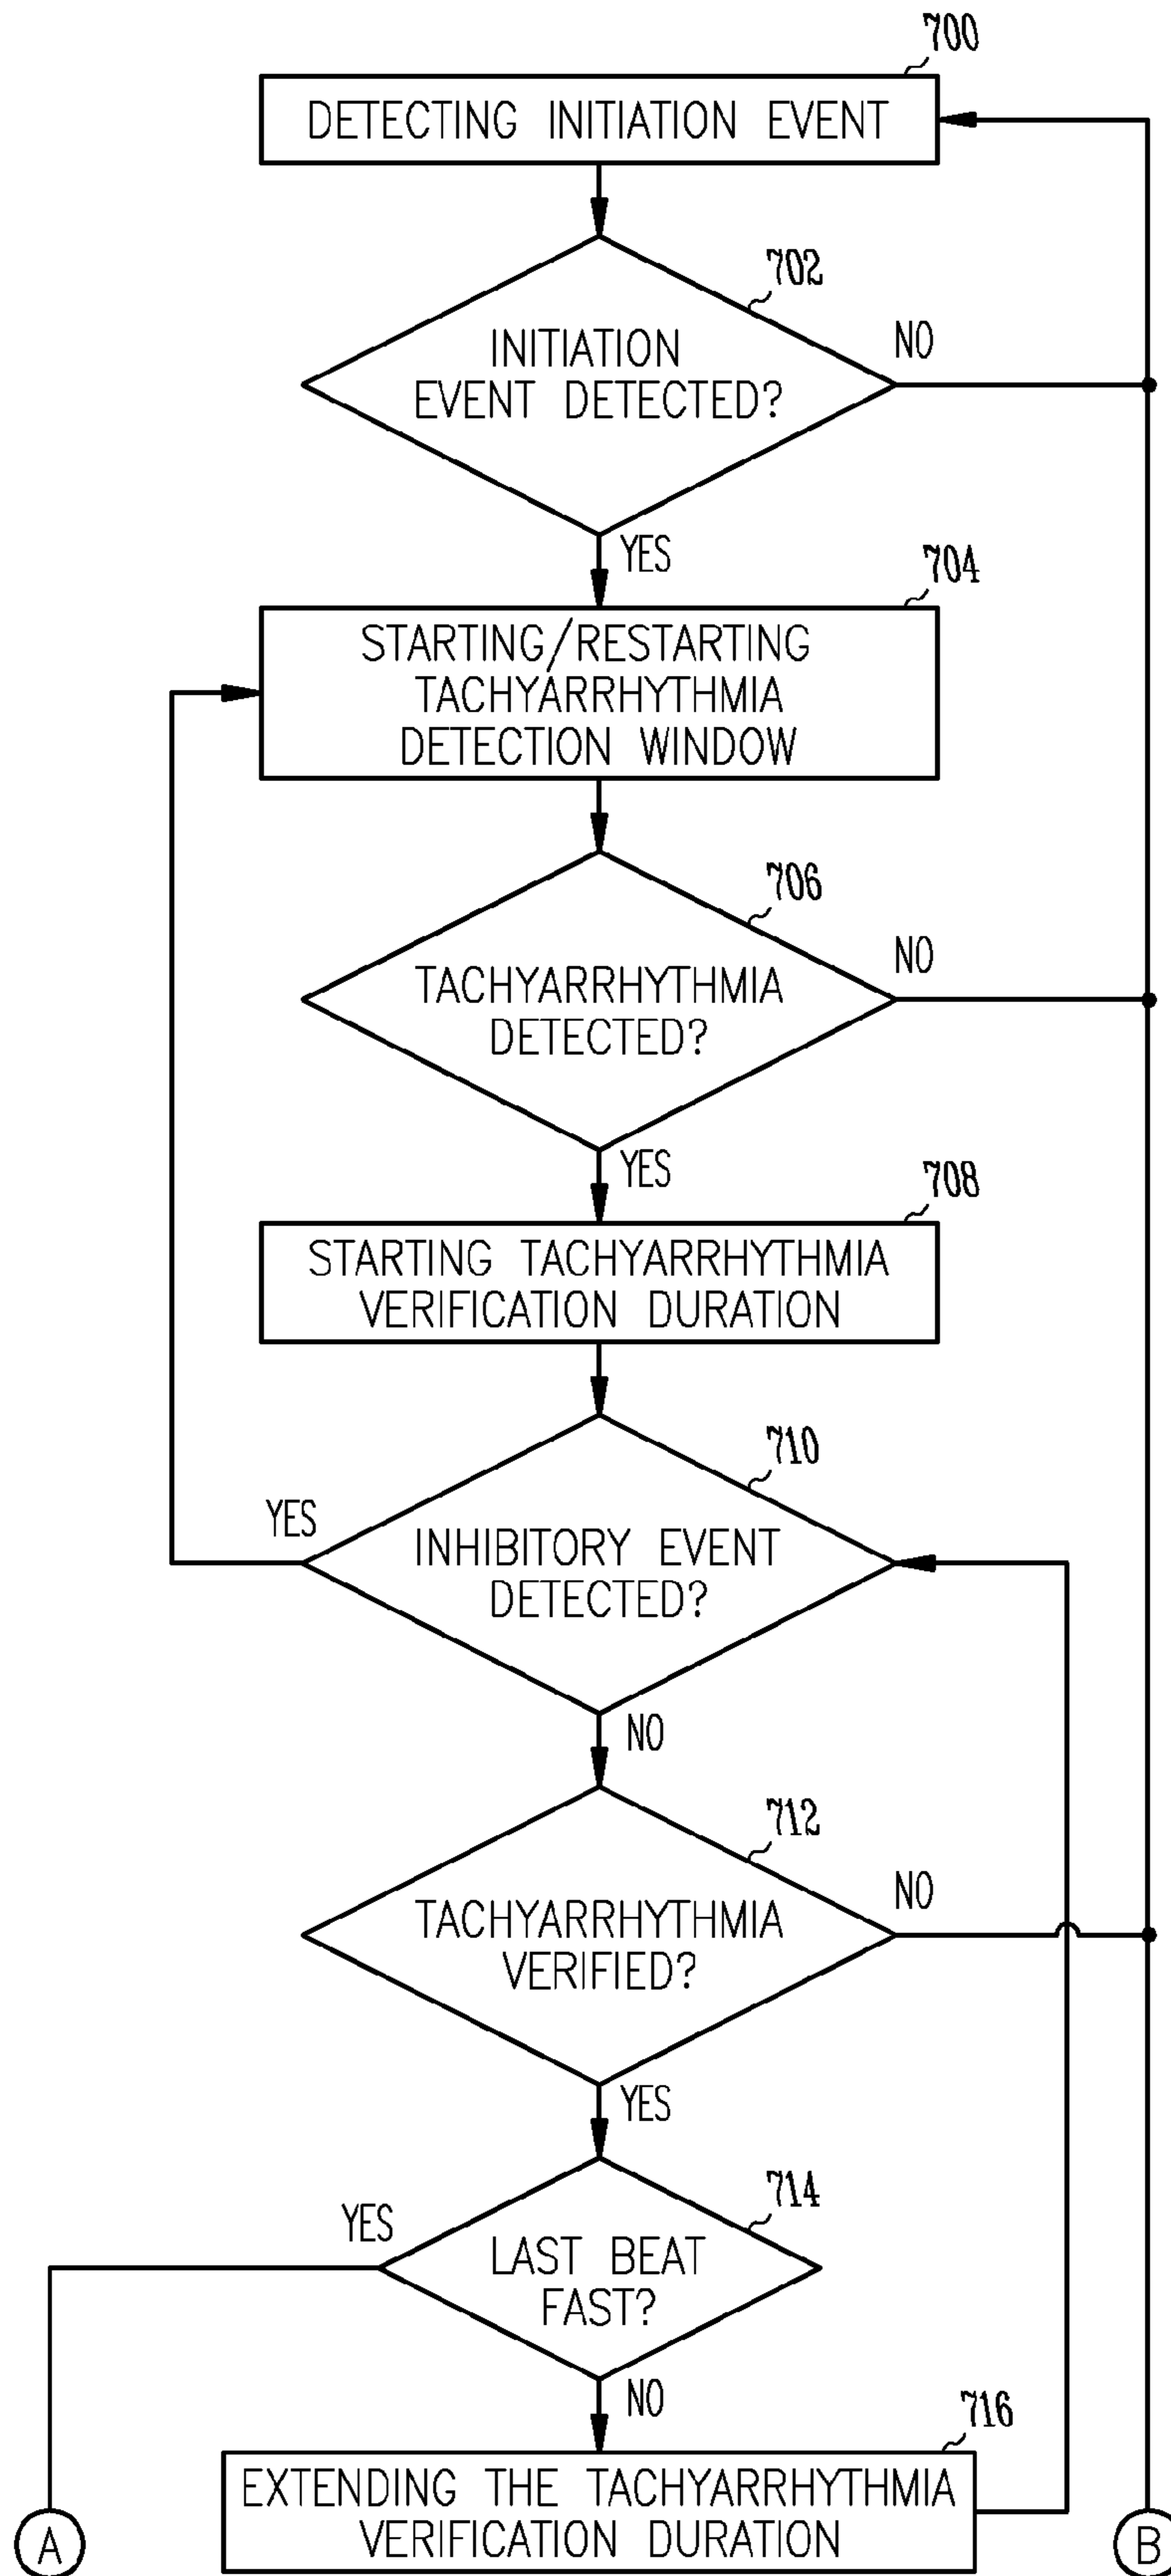 700
DETECTING INITIATION EVENT
702
INITIATION
EVENT DETECTED?
NO
YES
704
STARTING/RESTARTING
TACHYARRHYTHMIA
DETECTION WINDOW
706
TACHYARRHYTHMIA
DETECTED?
NO
YES
708
STARTING TACHYARRHYTHMIA
VERIFICATION DURATION
710
YES
INHIBITORY EVENT
DETECTED?
NO
712
TACHYARRHYTHMIA
VERIFIED?
NO
YES
714
YES
LAST BEAT
FAST?
NO
716
EXTENDING THE TACHYARRHYTHMIA
VERIFICATION DURATION
A
B